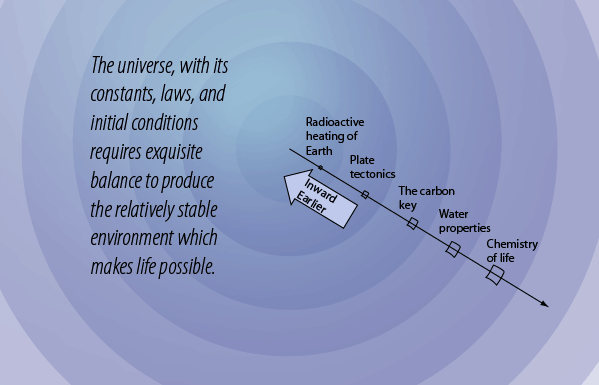 The universe, with its
constants, laws, and
initial conditions
requires exquisite
balance to produce
the relatively stable
environment which
makes life possible.
Radioactive
heating of
Earth
Plate
tectonics
The carbon
key
Water
properties
Chemistry
of life
Inward
Earlier